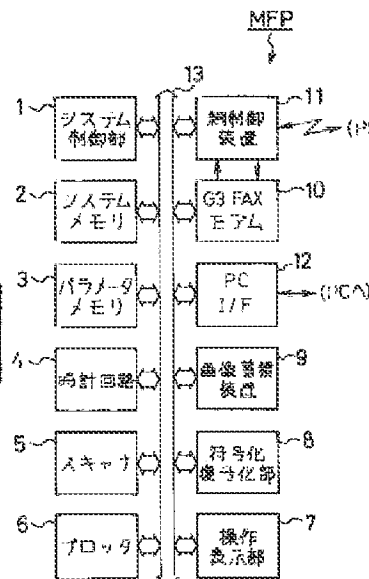 MFP
13
1
システム
制御部
11
網制御
装置
2
システム
メモリ
10
G3 FAX
モデム
3
パラメータ
メモリ
12
PC
I/F
(PCへ)
4
時計回路
9
画像蓄積
装置
5
スキャナ
8
符号化
復号化部
6
プロッタ
7
操作
表示部